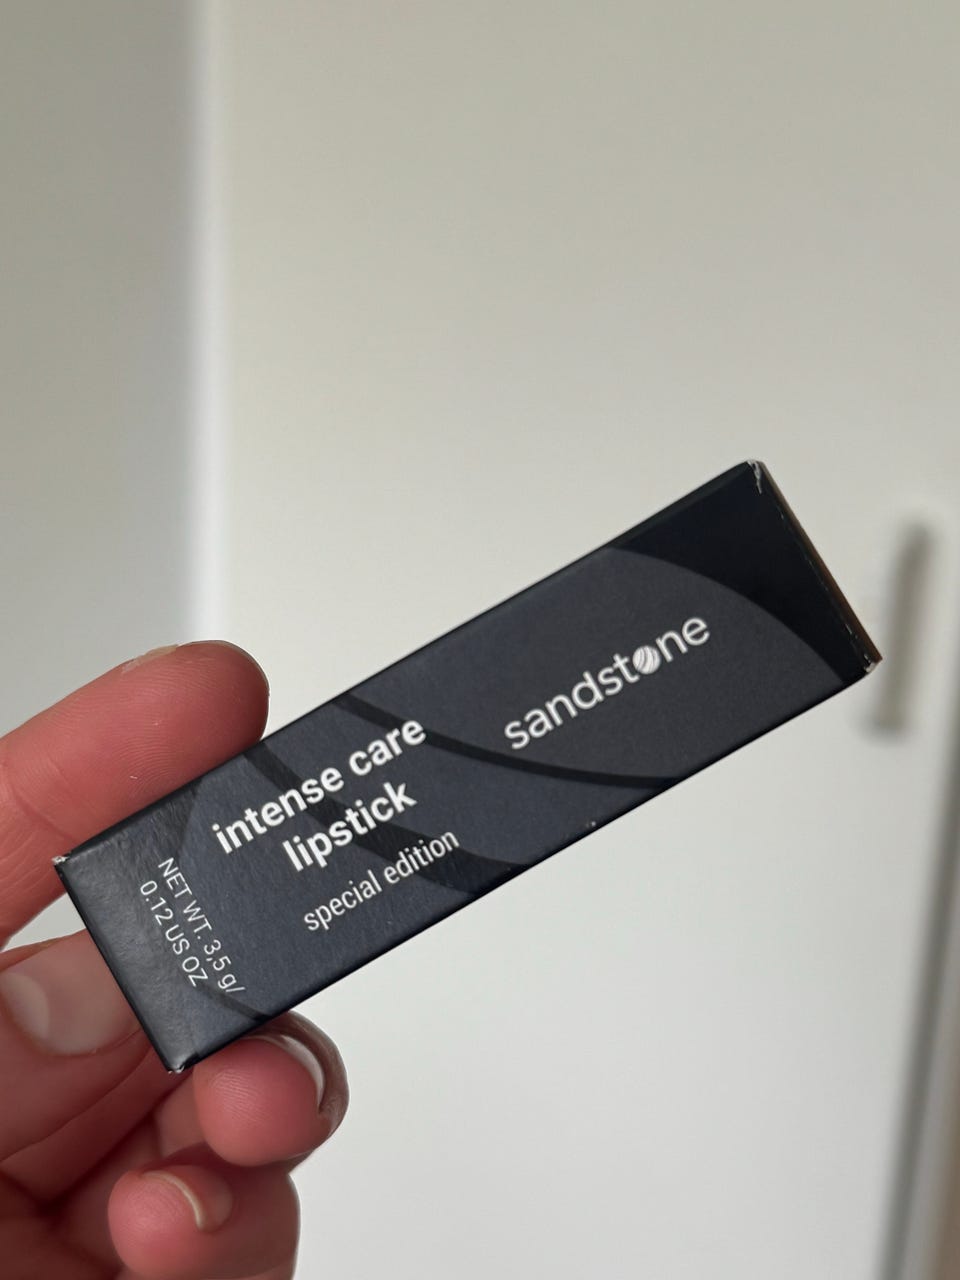 sandstone
intense care
lipstick
special edition
NET WT. 3,5 g/
0.12 US OZ